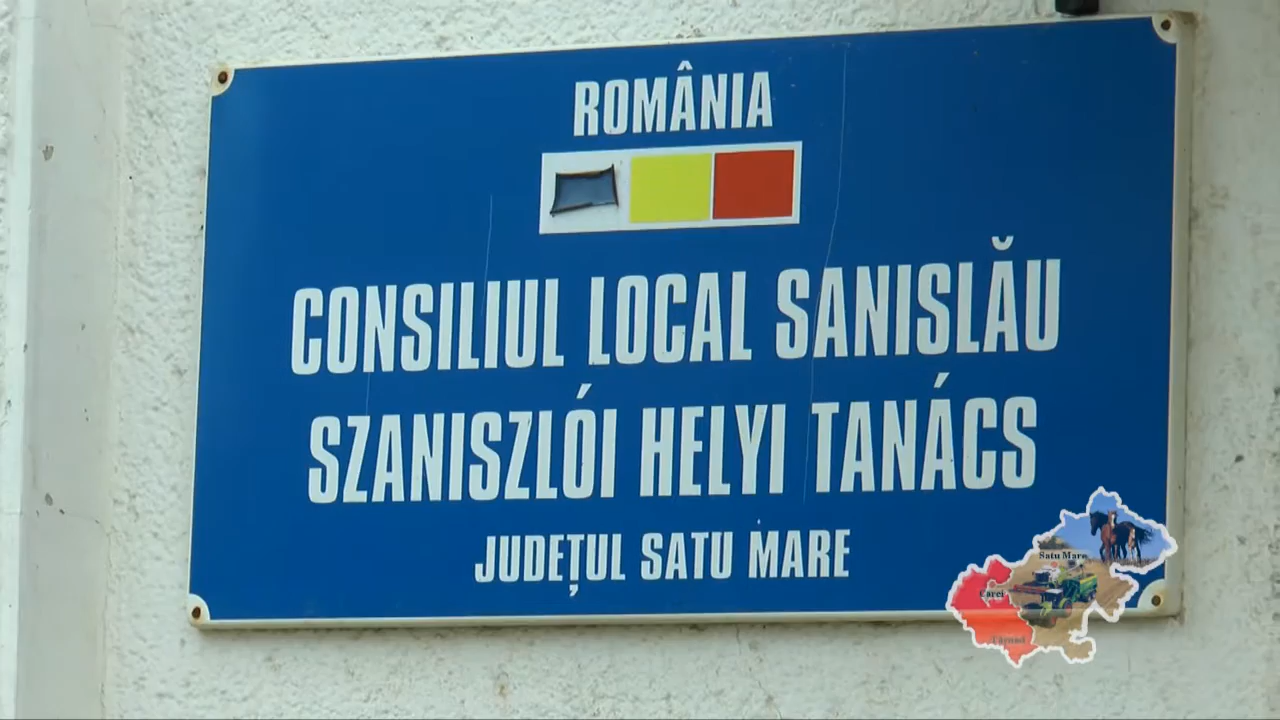 ROMÂNIA
CONSILIUL LOCAL SANISLĂU
SZANISZLÓI HELYI TANÁCS
JUDEȚUL SATU MARE
Satu Mare
Carei